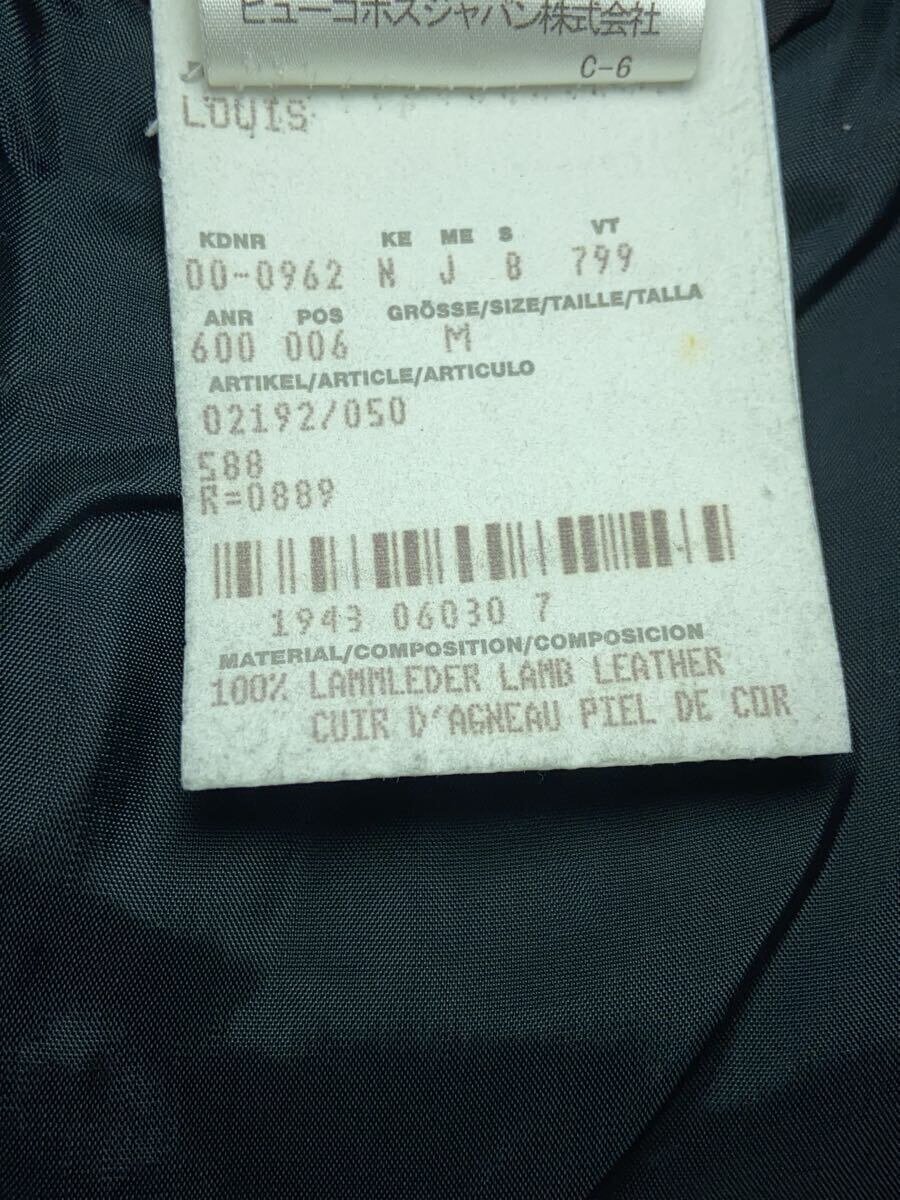 ヒューゴボスジャパン株式会社
C-6
LOUIS
KDNR KE ME S VT
00-0962 N J B 799
ANR POS GRÖSSE/SIZE/TAILLE/TALLA
600 006 M
ARTIKEL/ARTICLE/ARTICULO
02192/050
588
R=0889
1943 06030 7
MATERIAL/COMPOSITION/COMPOSICION
100% LAMMLEDER LAMB LEATHER
CUIR D'AGNEAU PIEL DE COR